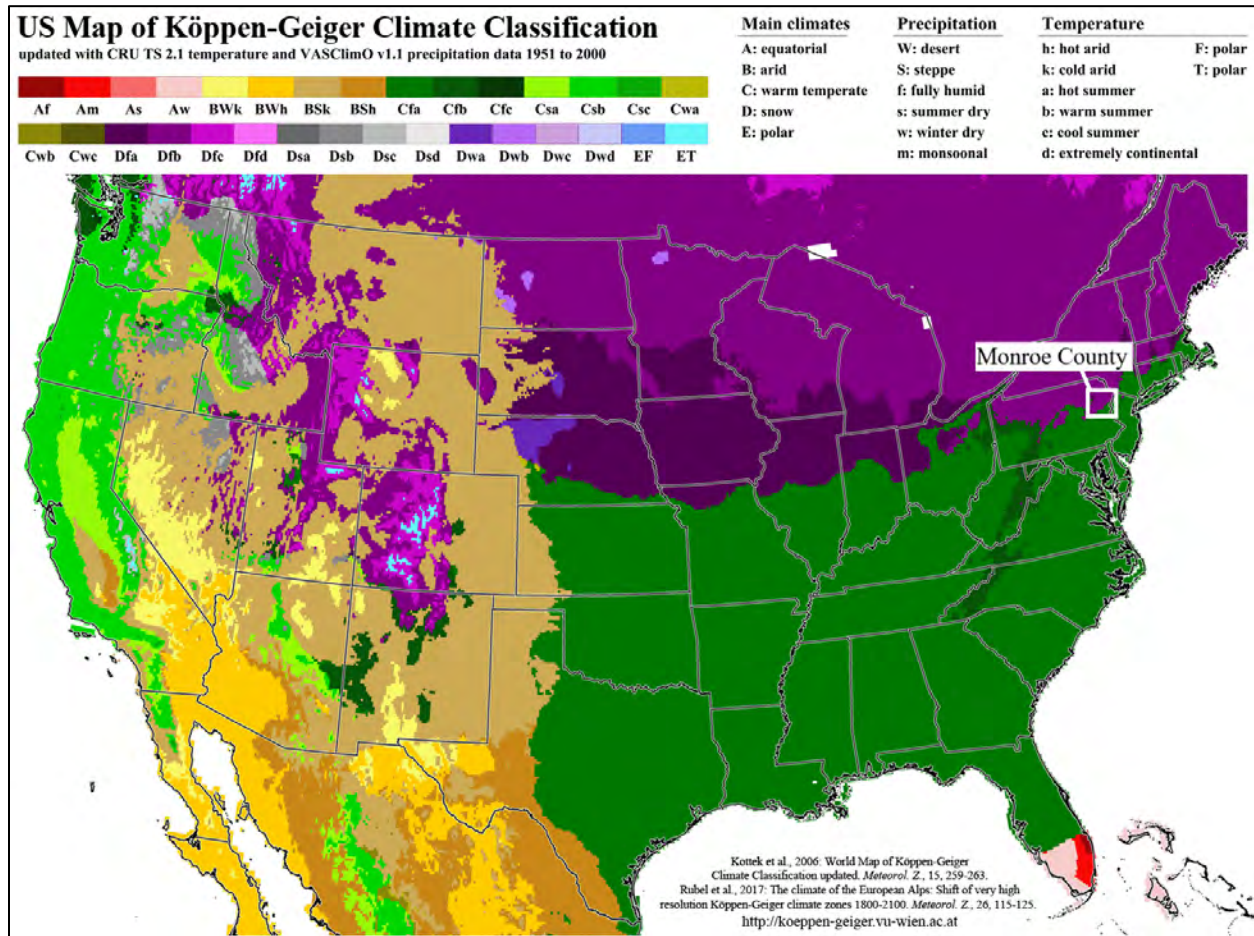 US Map of Köppen-Geiger Climate Classification
updated with CRU TS 2.1 temperature and VASClimO v1.1 precipitation data 1951 to 2000
Af Am As Aw BWk BWh BSk BSh Cfa Cfb Cfc Csa Csb Csc Cwa
Cwb Cwc Dfa Dfb Dfc Dfd Dsa Dsb Dsc Dsd Dwa Dwb Dwc Dwd EF ET
Main climates
A: equatorial
B: arid
C: warm temperate
D: snow
E: polar
Precipitation
W: desert
S: steppe
f: fully humid
s: summer dry
w: winter dry
m: monsoonal
Temperature
h: hot arid
k: cold arid
a: hot summer
b: warm summer
c: cool summer
d: extremely continental
F: polar
T: polar
Monroe County
Kottek et al., 2006: World Map of Köppen-Geiger
Climate Classification updated. Meteorol. Z., 15, 259-263.
Rubel et al., 2017: The climate of the European Alps: Shift of very high
resolution Köppen-Geiger climate zones 1800-2100. Meteorol. Z., 26, 115-125.
http://koeppen-geiger.vu-wien.ac.at